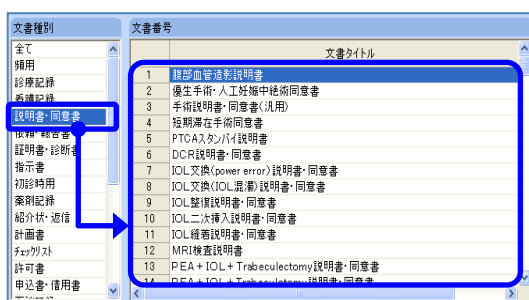 文書種別
全て
頻用
診療記録
看護記録
説明書・同意書
依頼・報告書
証明書・診断書
指示書
初診時用
薬剤記録
紹介状・返信
計画書
チェックリスト
許可書
申込書・借用書
文書番号
文書タイトル
1 腹部血管造影説明書
2 優生手術・人工妊娠中絶術同意書
3 手術説明書・同意書(汎用)
4 短期滞在手術同意書
5 PTCAスタンバイ説明書
6 DCR説明書・同意書
7 IOL交換(power error)説明書・同意書
8 IOL交換(IOL混濁)説明書・同意書
9 IOL整復説明書・同意書
10 IOL二次挿入説明書・同意書
11 IOL縫着説明書・同意書
12 MRI検査説明書
13 PEA+IOL+Trabeculectomy説明書・同意書